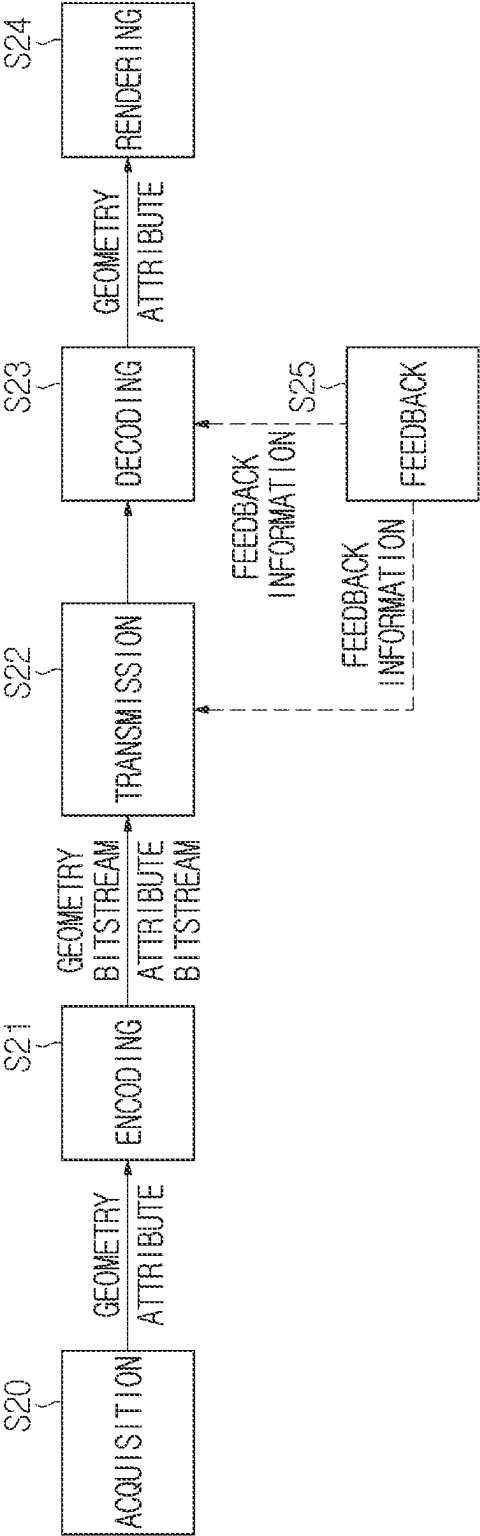 S20
ACQUISITION
GEOMETRY
ATTRIBUTE
S21
ENCODING
GEOMETRY
BITSTREAM
ATTRIBUTE
BITSTREAM
S22
TRANSMISSION
S23
DECODING
GEOMETRY
ATTRIBUTE
S24
RENDERING
FEEDBACK
INFORMATION
FEEDBACK
INFORMATION
S25
FEEDBACK